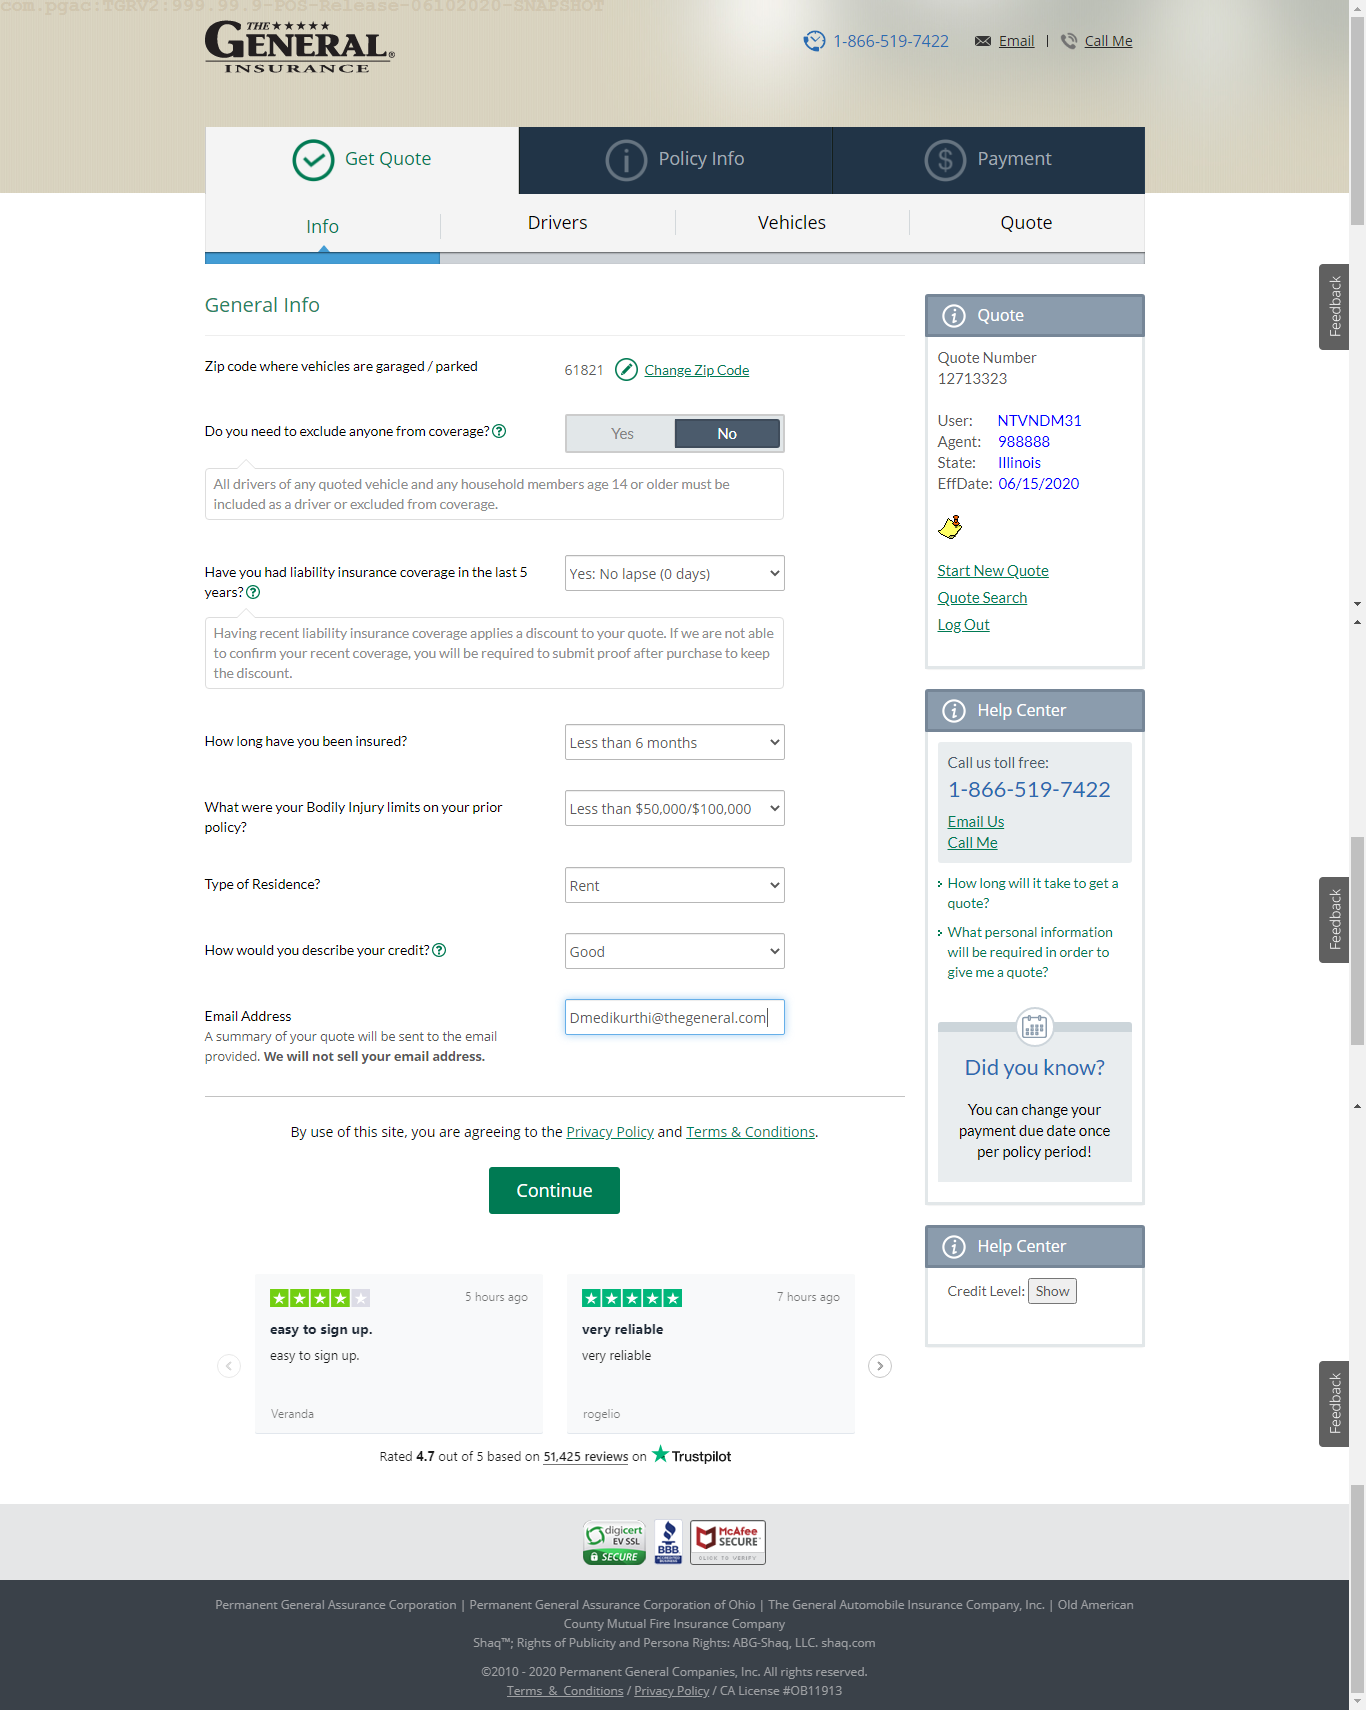 com.pgac:TGRV2:999.99.9-POS-Release-06102020-SNAPSHOT
THE
GENERAL®
INSURANCE
1-866-519-7422
Email | Call Me
Get Quote
Policy Info
Payment
Info
Drivers
Vehicles
Quote
General Info
Zip code where vehicles are garaged / parked
61821 Change Zip Code
Do you need to exclude anyone from coverage?
Yes No
All drivers of any quoted vehicle and any household members age 14 or older must be
included as a driver or excluded from coverage.
Have you had liability insurance coverage in the last 5
years?
Yes: No lapse (0 days)
Having recent liability insurance coverage applies a discount to your quote. If we are not able
to confirm your recent coverage, you will be required to submit proof after purchase to keep
the discount.
How long have you been insured?
Less than 6 months
What were your Bodily Injury limits on your prior
policy?
Less than $50,000/$100,000
Type of Residence?
Rent
How would you describe your credit?
Good
Email Address
A summary of your quote will be sent to the email
provided. We will not sell your email address.
Dmedikurthi@thegeneral.com
By use of this site, you are agreeing to the Privacy Policy and Terms & Conditions.
Continue
5 hours ago
easy to sign up.
easy to sign up.
Veranda
7 hours ago
very reliable
very reliable
rogelio
Rated 4.7 out of 5 based on 51,425 reviews on Trustpilot
Quote
Quote Number
12713323
User: NTVNDM31
Agent: 988888
State: Illinois
EffDate: 06/15/2020
Start New Quote
Quote Search
Log Out
Help Center
Call us toll free:
1-866-519-7422
Email Us
Call Me
How long will it take to get a
quote?
What personal information
will be required in order to
give me a quote?
Did you know?
You can change your
payment due date once
per policy period!
Help Center
Credit Level: Show
Feedback
Feedback
Feedback
digicert
EV SSL
SECURE
BBB
ACCREDITED
BUSINESS
McAfee
SECURE
CLICK TO VERIFY
Permanent General Assurance Corporation | Permanent General Assurance Corporation of Ohio | The General Automobile Insurance Company, Inc. | Old American
County Mutual Fire Insurance Company
Shaq™; Rights of Publicity and Persona Rights: ABG-Shaq, LLC. shaq.com
©2010 - 2020 Permanent General Companies, Inc. All rights reserved.
Terms & Conditions / Privacy Policy / CA License #OB11913